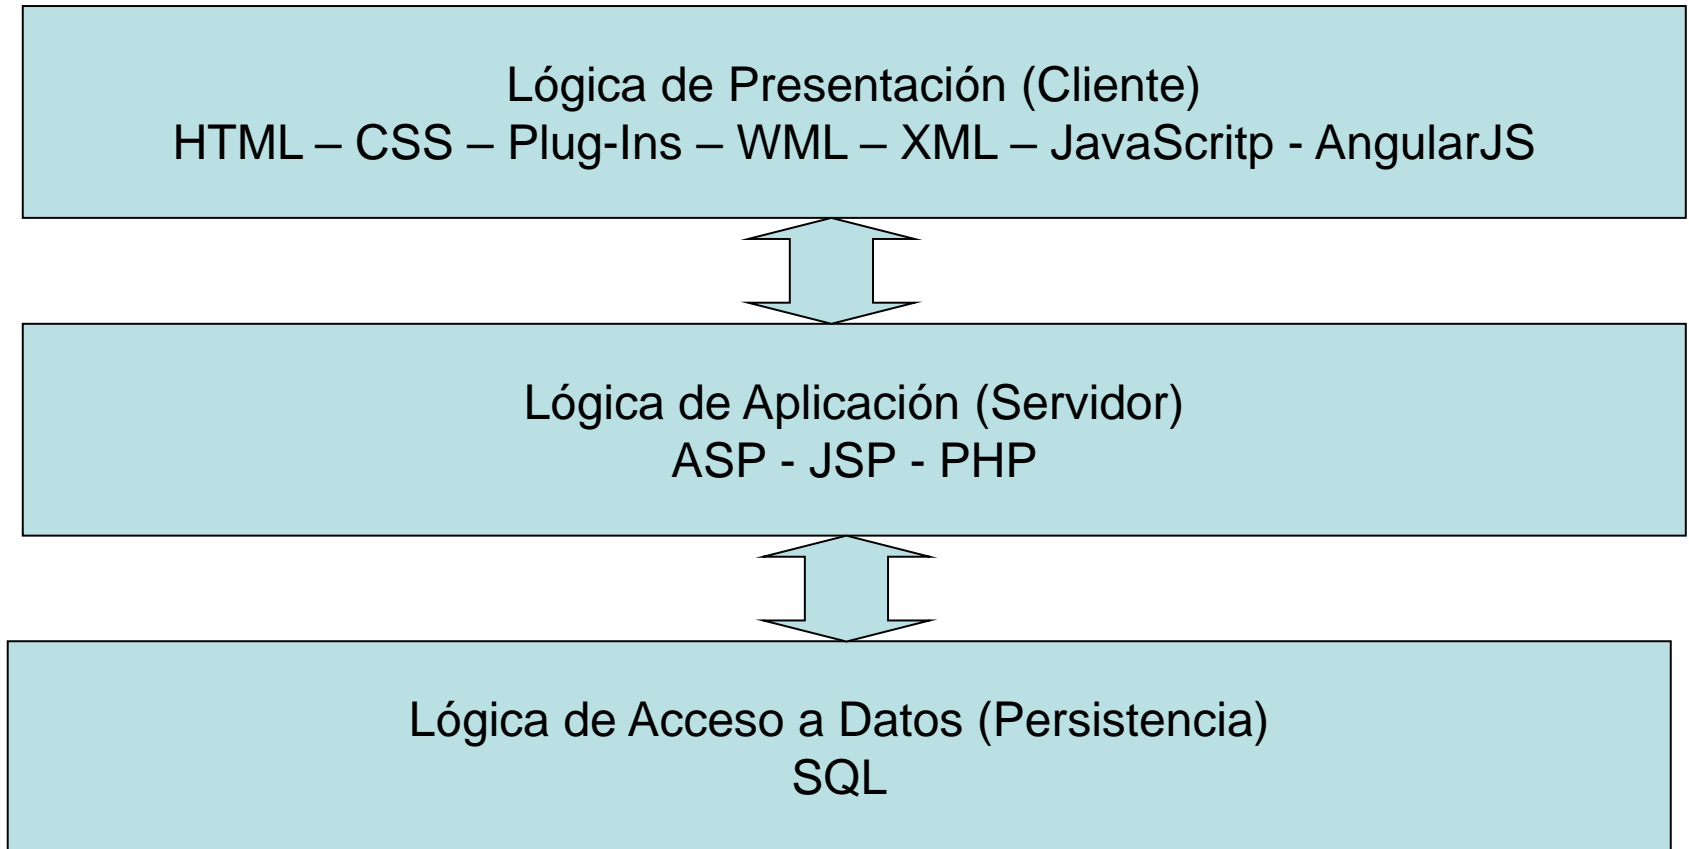 Lógica de Presentación (Cliente)
HTML – CSS – Plug-Ins – WML – XML – JavaScritp - AngularJS
Lógica de Aplicación (Servidor)
ASP - JSP - PHP
Lógica de Acceso a Datos (Persistencia)
SQL